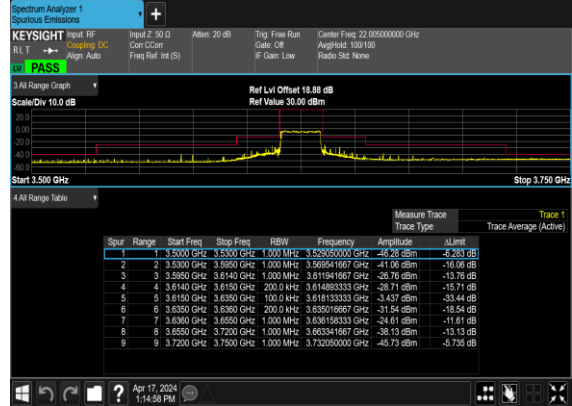 Spectrum Analyzer 1
Spurious Emissions
+
KEYSIGHT Input: RF Input Z: 50 Ω Atten: 20 dB Trig: Free Run Center Freq: 22.005000000 GHz
RLT Coupling: DC Corr CCorr Gate: Off Avg|Hold: 100/100
Align: Auto Freq Ref: Int (S) IF Gain: Low Radio Std: None
PASS
3 All Range Graph
Ref Lvl Offset 18.88 dB
Scale/Div 10.0 dB Ref Value 30.00 dBm
20.0
0.00
-20.0
-40.0
-60.0
Start 3.500 GHz Stop 3.750 GHz
4 All Range Table
Measure Trace Trace 1
Trace Type Trace Average (Active)
Spur Range Start Freq Stop Freq RBW Frequency Amplitude ΔLimit
1 1 3.5000 GHz 3.5300 GHz 1.000 MHz 3.529050000 GHz -46.28 dBm -6.283 dB
2 2 3.5300 GHz 3.5950 GHz 1.000 MHz 3.569541667 GHz -41.06 dBm -16.06 dB
3 3 3.5950 GHz 3.6140 GHz 1.000 MHz 3.611941667 GHz -26.76 dBm -13.76 dB
4 4 3.6140 GHz 3.6150 GHz 200.0 kHz 3.614893333 GHz -28.71 dBm -15.71 dB
5 5 3.6150 GHz 3.6350 GHz 100.0 kHz 3.618133333 GHz -3.437 dBm -33.44 dB
6 6 3.6350 GHz 3.6360 GHz 200.0 kHz 3.635016667 GHz -31.54 dBm -18.54 dB
7 7 3.6360 GHz 3.6550 GHz 1.000 MHz 3.636158333 GHz -24.61 dBm -11.61 dB
8 8 3.6550 GHz 3.7200 GHz 1.000 MHz 3.663341667 GHz -38.13 dBm -13.13 dB
9 9 3.7200 GHz 3.7500 GHz 1.000 MHz 3.732050000 GHz -45.73 dBm -5.735 dB
? Apr 17, 2024
1:14:58 PM